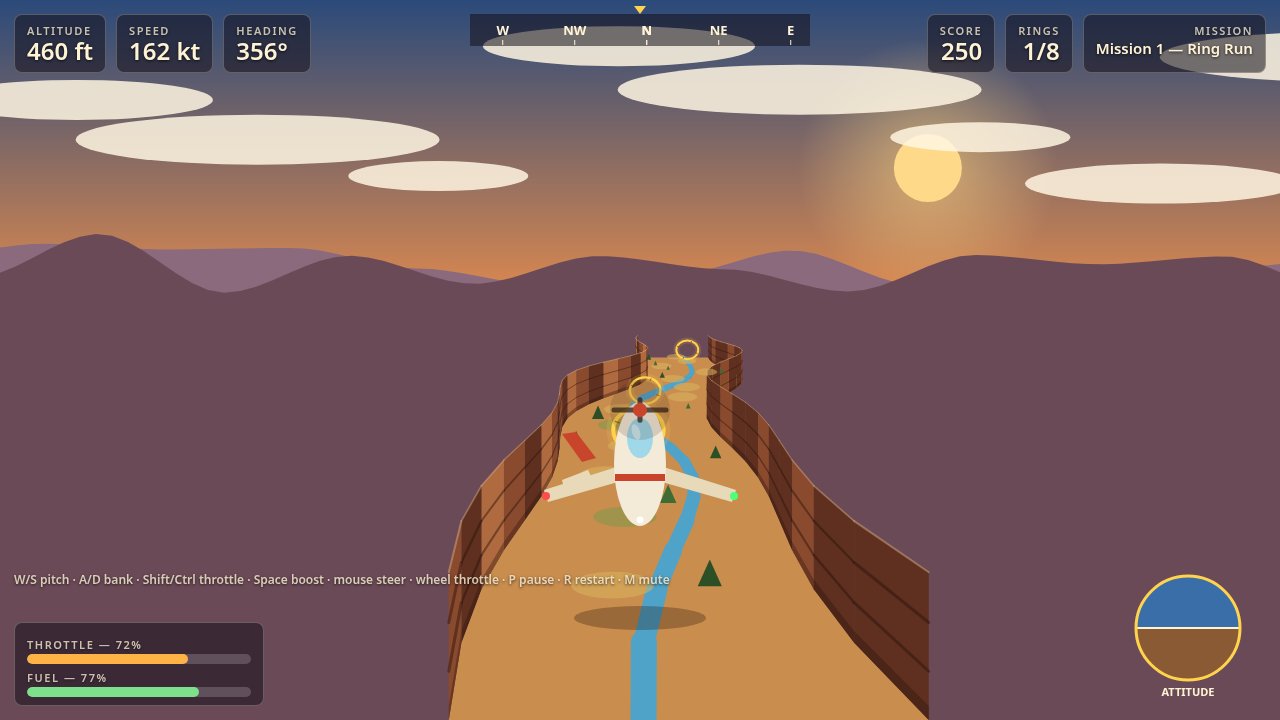 ALTITUDE
460 ft
SPEED
162 kt
HEADING
356°
W NW N NE E
SCORE
250
RINGS
1/8
MISSION
Mission 1 — Ring Run
W/S pitch · A/D bank · Shift/Ctrl throttle · Space boost · mouse steer · wheel throttle · P pause · R restart · M mute
THROTTLE — 72%
FUEL — 77%
ATTITUDE